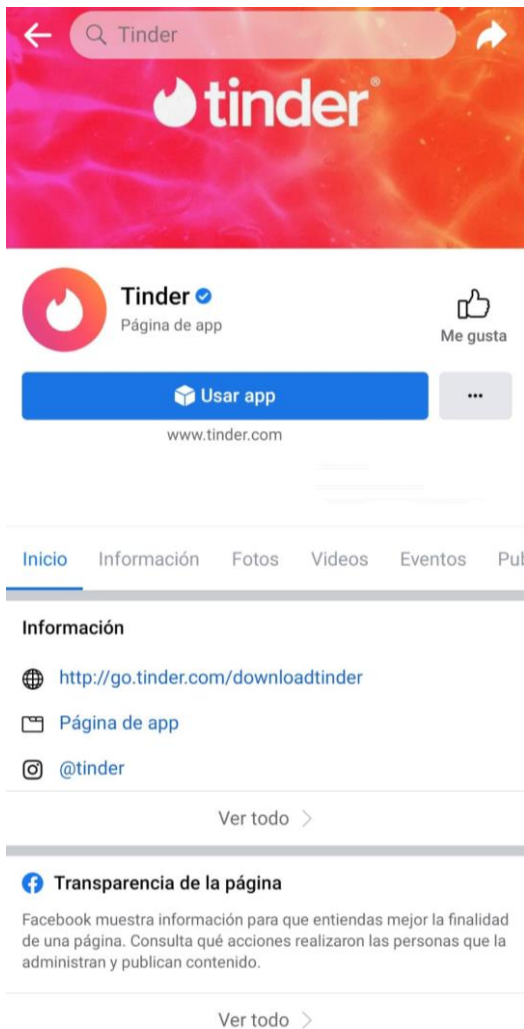 Tinder
tinder®
Tinder
Página de app
Me gusta
Usar app
...
www.tinder.com
Inicio Información Fotos Videos Eventos Pub
Información
http://go.tinder.com/downloadtinder
Página de app
@tinder
Ver todo
Transparencia de la página
Facebook muestra información para que entiendas mejor la finalidad
de una página. Consulta qué acciones realizaron las personas que la
administran y publican contenido.
Ver todo